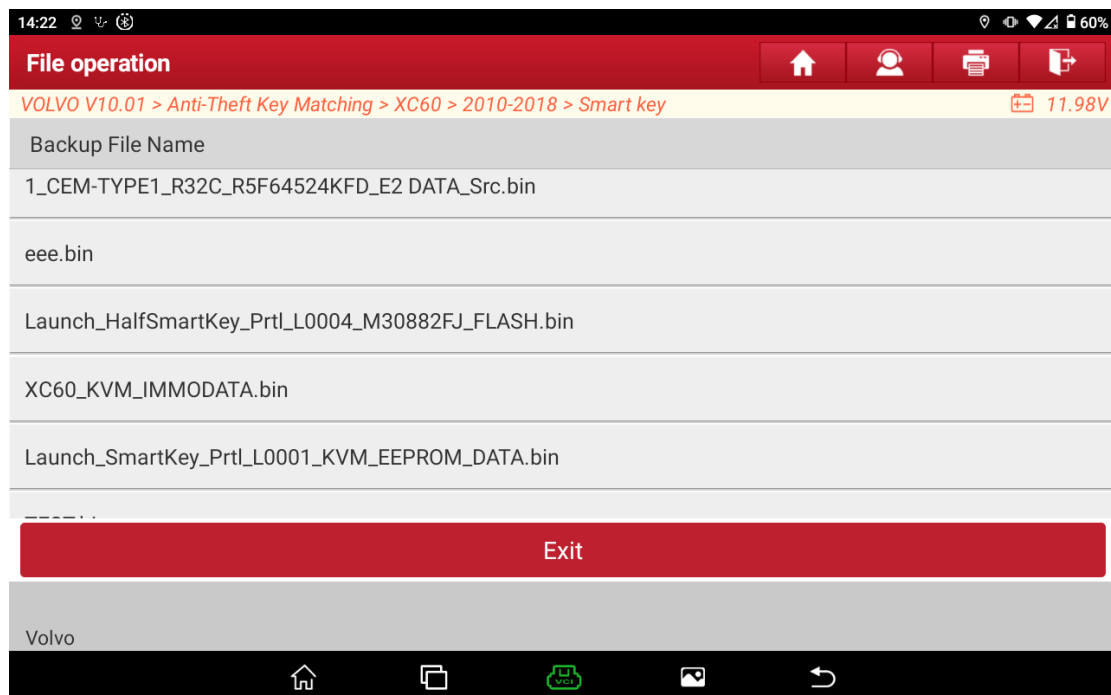 14:22
60%
File operation
VOLVO V10.01 > Anti-Theft Key Matching > XC60 > 2010-2018 > Smart key
11.98V
Backup File Name
1_CEM-TYPE1_R32C_R5F64524KFD_E2 DATA_Src.bin
eee.bin
Launch_HalfSmartKey_Prtl_L0004_M30882FJ_FLASH.bin
XC60_KVM_IMMODATA.bin
Launch_SmartKey_Prtl_L0001_KVM_EEPROM_DATA.bin
Exit
Volvo
VCI